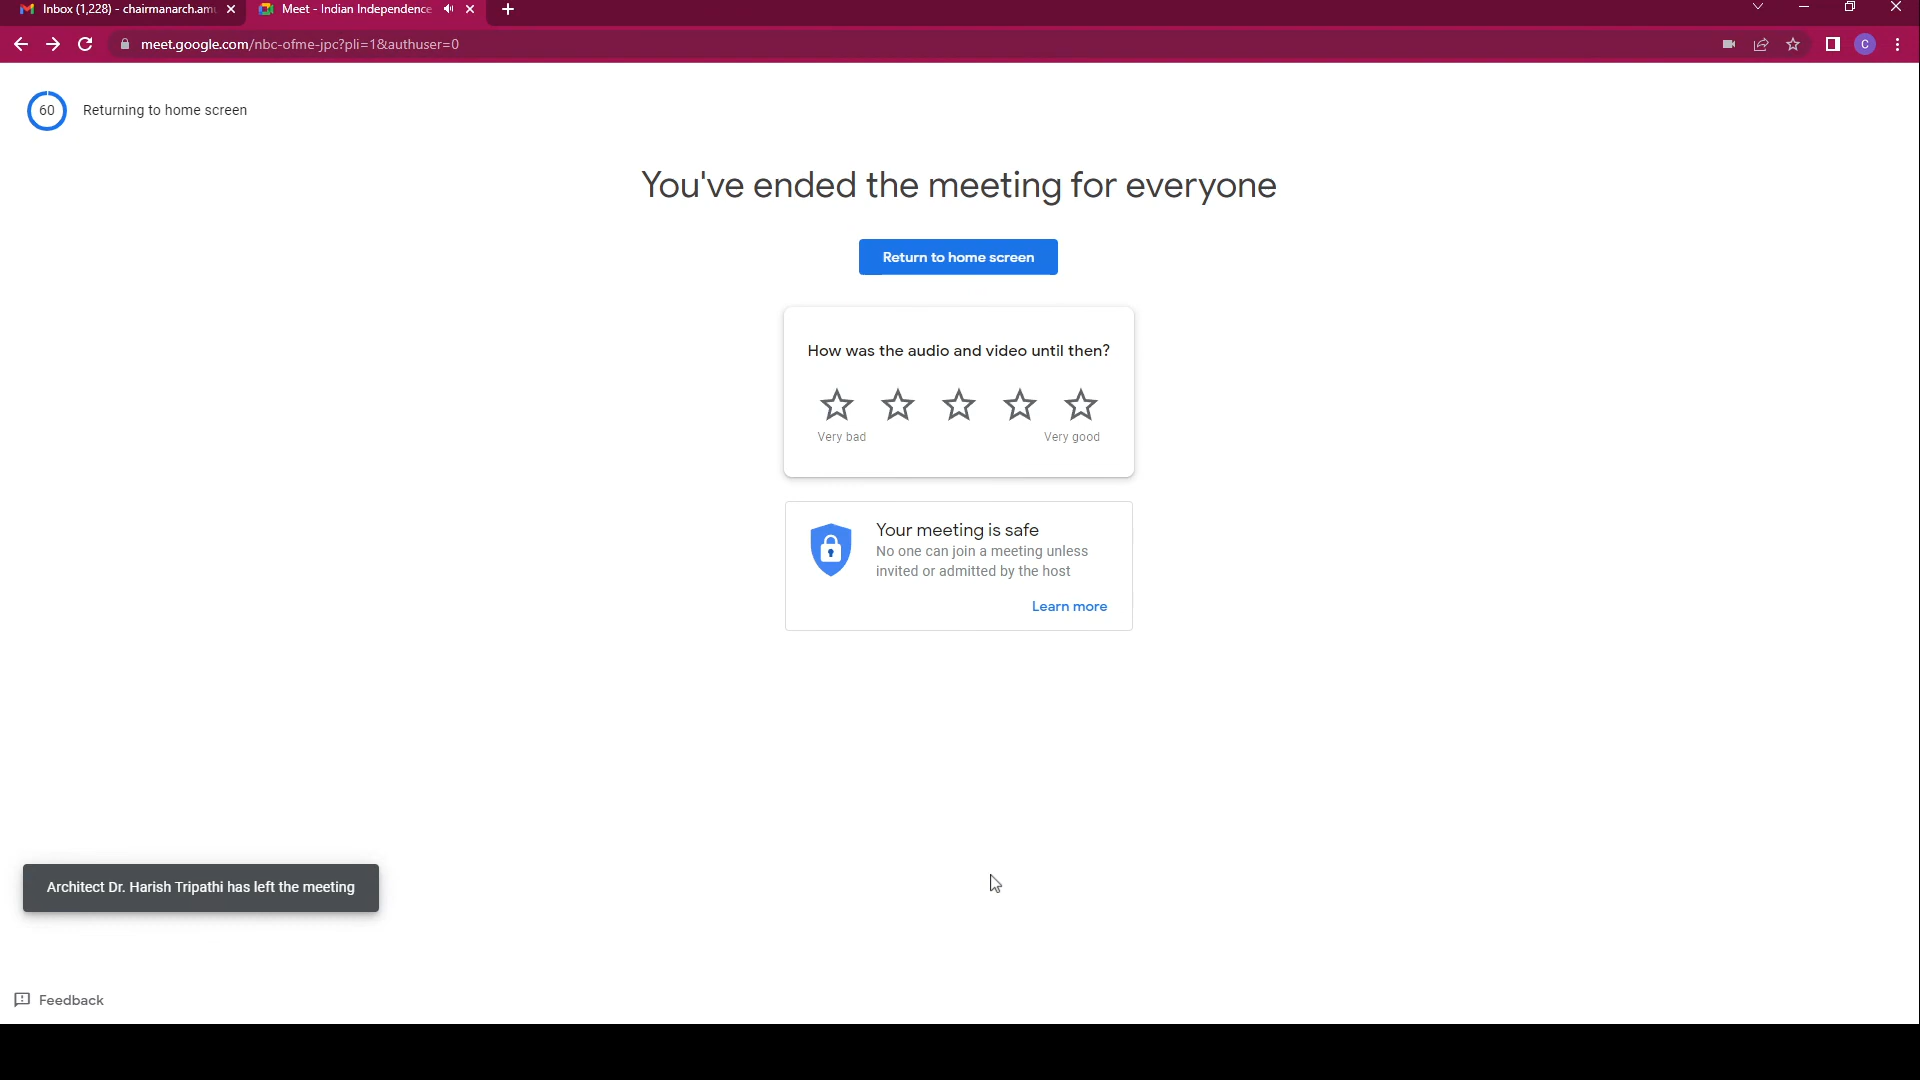 Inbox (1,228) - chairmanarch.am
Meet - Indian Independence
meet.google.com/nbc-ofme-jpc?pli=1&authuser=0
C
60
Returning to home screen
You've ended the meeting for everyone
Return to home screen
How was the audio and video until then?
Very bad
Very good
Your meeting is safe
No one can join a meeting unless
invited or admitted by the host
Learn more
Architect Dr. Harish Tripathi has left the meeting
Feedback